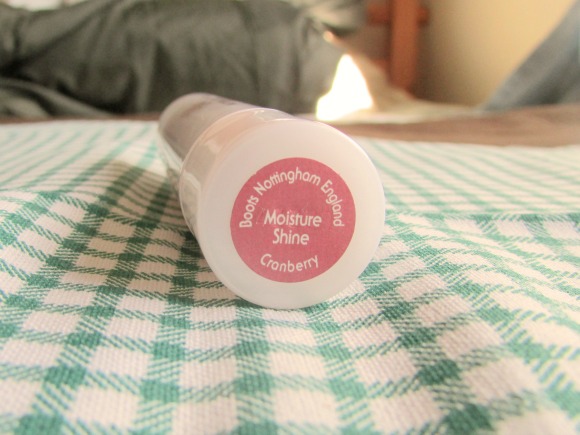 Boots Nottingham England
Moisture
Shine
Cranberry